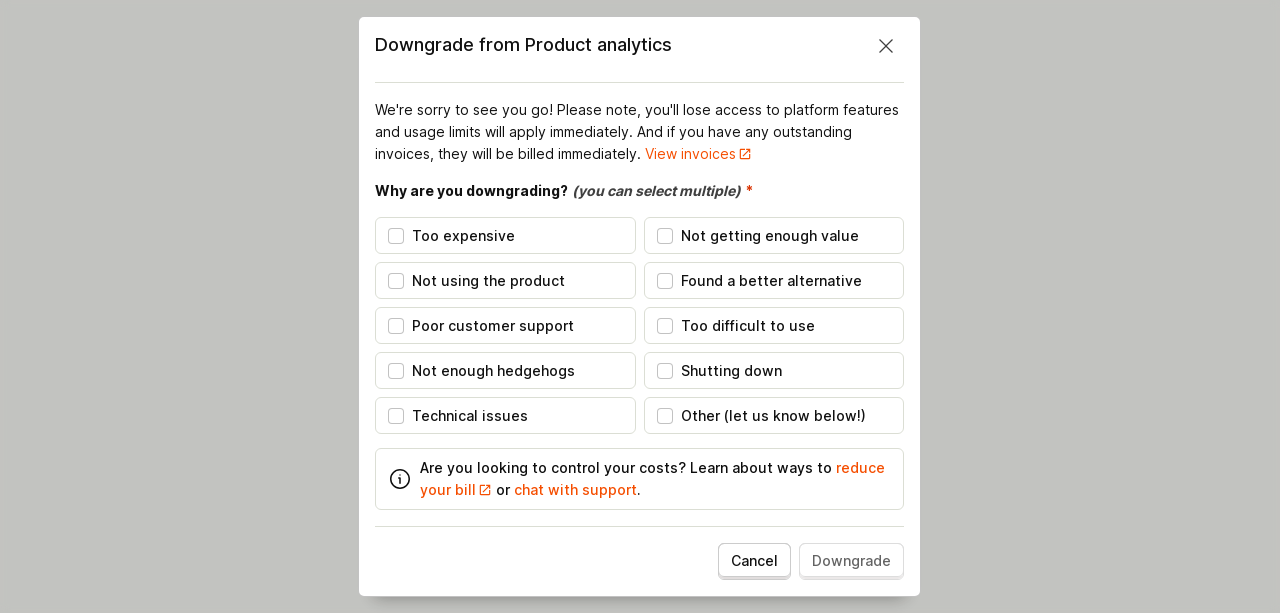 Downgrade from Product analytics
We're sorry to see you go! Please note, you'll lose access to platform features
and usage limits will apply immediately. And if you have any outstanding
invoices, they will be billed immediately. View invoices
Why are you downgrading? (you can select multiple) *
Too expensive
Not getting enough value
Not using the product
Found a better alternative
Poor customer support
Too difficult to use
Not enough hedgehogs
Shutting down
Technical issues
Other (let us know below!)
Are you looking to control your costs? Learn about ways to reduce
your bill or chat with support.
Cancel
Downgrade